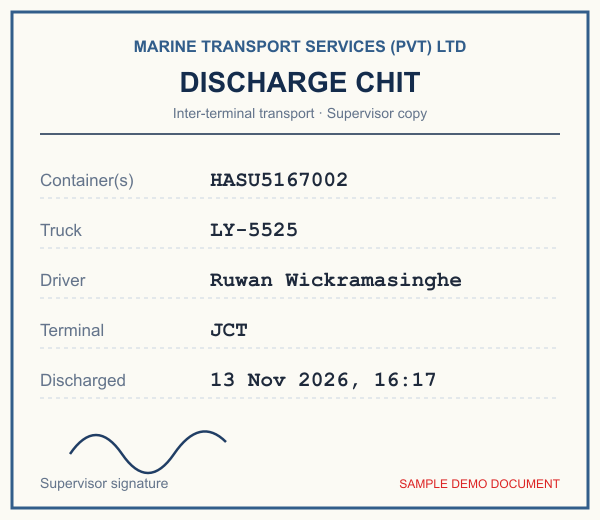 MARINE TRANSPORT SERVICES (PVT) LTD
DISCHARGE CHIT
Inter-terminal transport · Supervisor copy
Container(s) HASU5167002
Truck LY-5525
Driver Ruwan Wickramasinghe
Terminal JCT
Discharged 13 Nov 2026, 16:17
Supervisor signature SAMPLE DEMO DOCUMENT